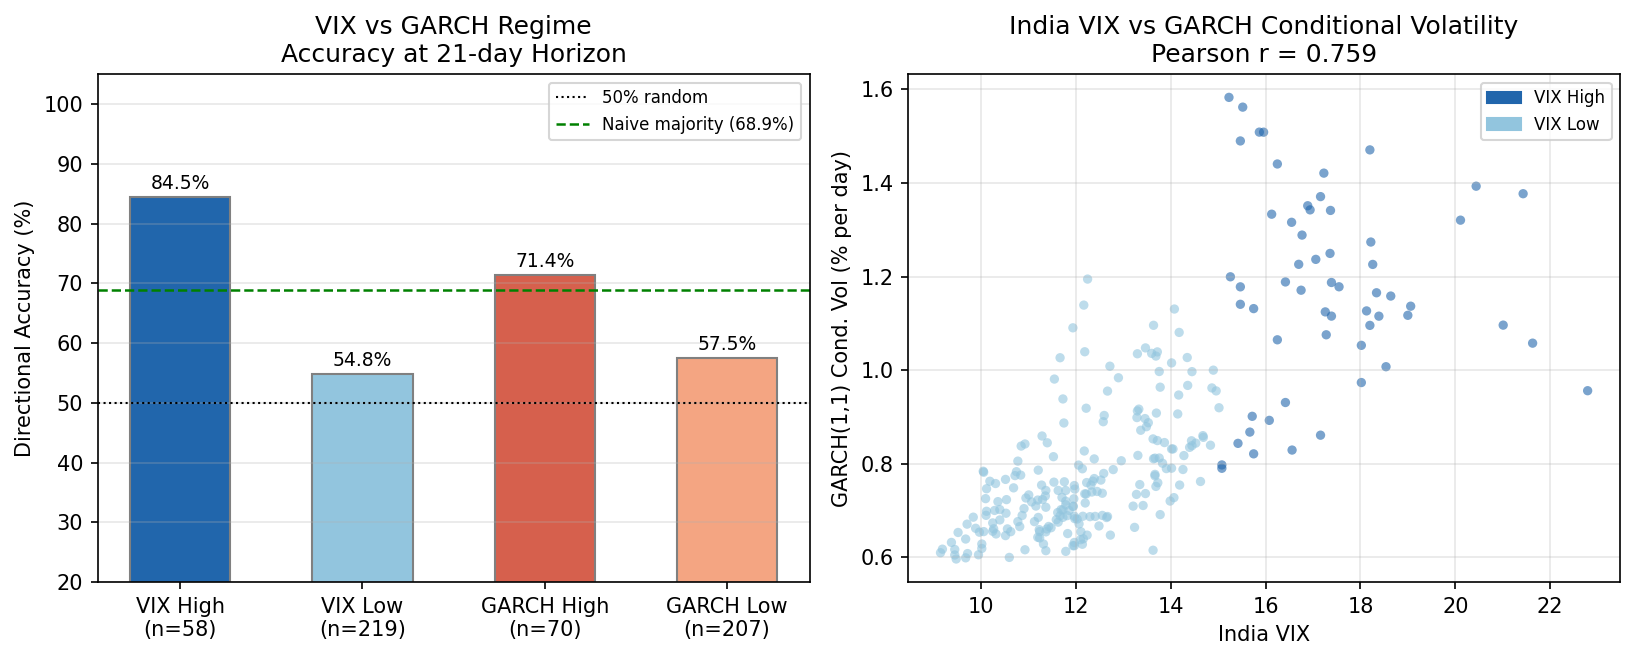 VIX vs GARCH Regime
Accuracy at 21-day Horizon
Directional Accuracy (%)
100
90
80
70
60
50
40
30
20
50% random
Naive majority (68.9%)
84.5%
54.8%
71.4%
57.5%
VIX High
(n=58)
VIX Low
(n=219)
GARCH High
(n=70)
GARCH Low
(n=207)
India VIX vs GARCH Conditional Volatility
Pearson r = 0.759
GARCH(1,1) Cond. Vol (% per day)
1.6
1.4
1.2
1.0
0.8
0.6
VIX High
VIX Low
10
12
14
16
18
20
22
India VIX